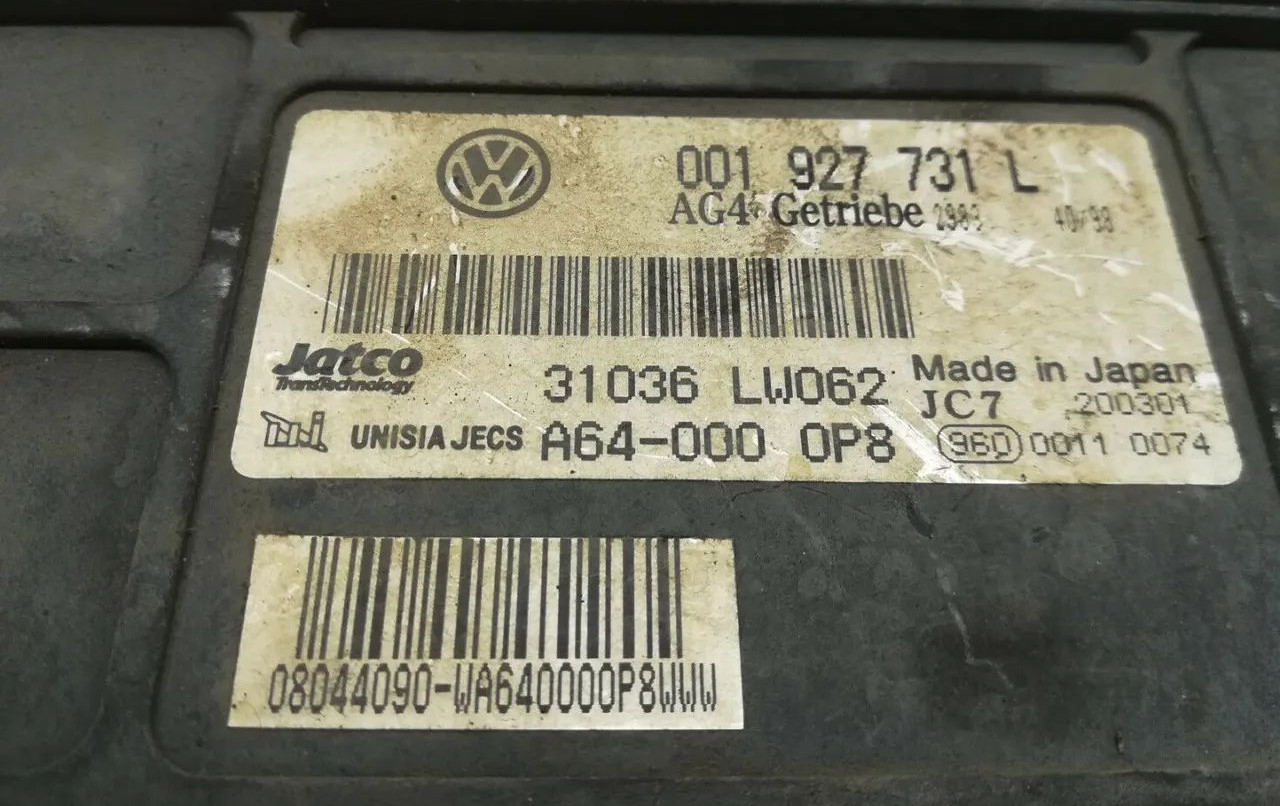 001 927 731 L
AG4 Getriebe
Jatco
TransTechnology
31036 LW062
Made in Japan
JC7 200301
UNISIA JECS
A64-000 0P8
960 0011 0074
08044090-WA640000P8WWW